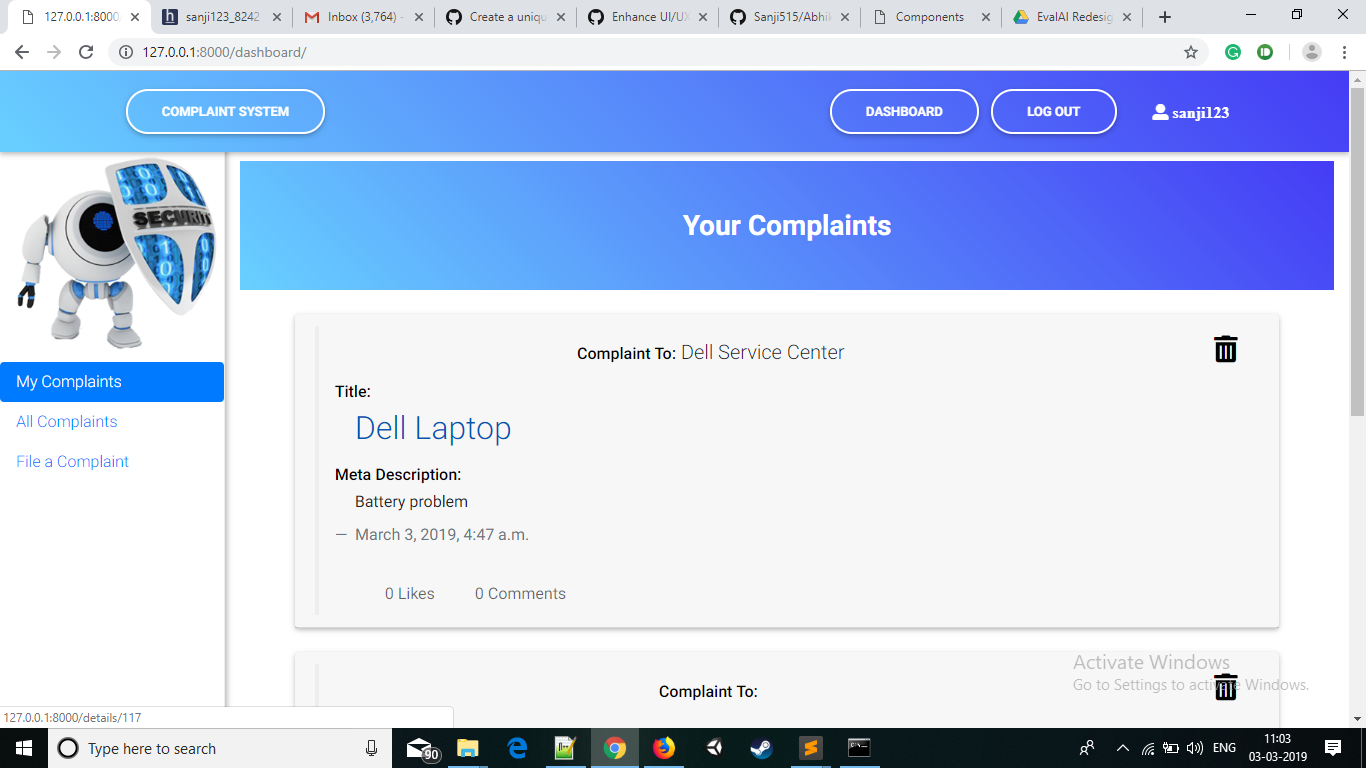 127.0.0.1:8000/
sanji123_8242
Inbox (3,764) -
Create a uniqu
Enhance UI/UX
Sanji515/Abhi
Components
EvalAI Redesig
127.0.0.1:8000/dashboard/
COMPLAINT SYSTEM
DASHBOARD
LOG OUT
sanji123
SECURITY
Your Complaints
My Complaints
All Complaints
File a Complaint
Complaint To: Dell Service Center
Title:
Dell Laptop
Meta Description:
Battery problem
— March 3, 2019, 4:47 a.m.
0 Likes
0 Comments
Complaint To:
Activate Windows
Go to Settings to activate Windows.
127.0.0.1:8000/details/117
Type here to search
90
ENG
11:03
03-03-2019